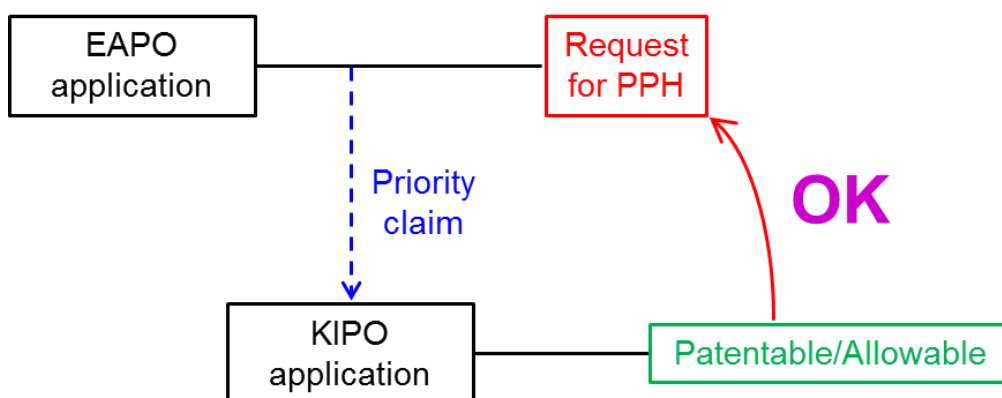 EAPO
application
Request
for PPH
Priority
claim
OK
KIPO
application
Patentable/Allowable